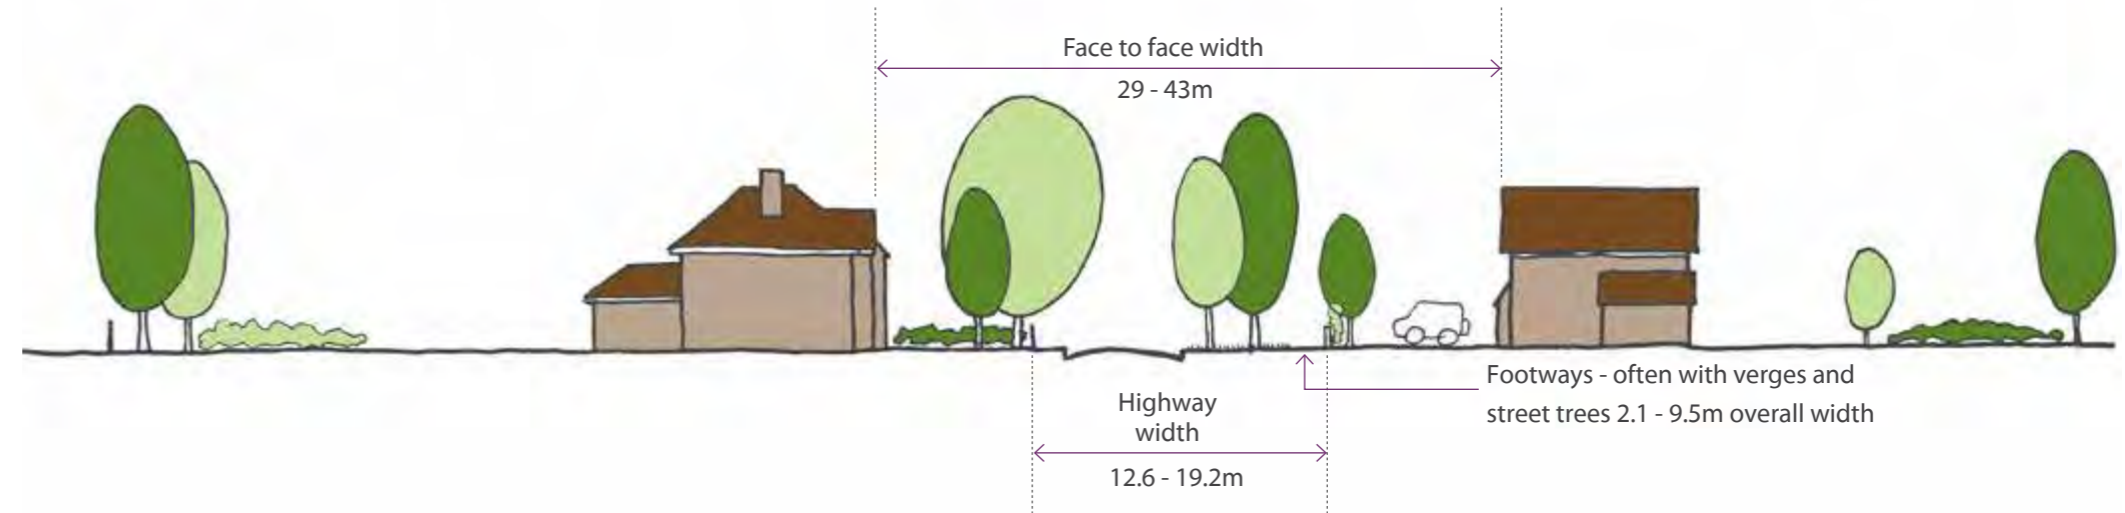 Face to face width
29 - 43m
Footways - often with verges and
street trees 2.1 - 9.5m overall width
Highway
width
12.6 - 19.2m